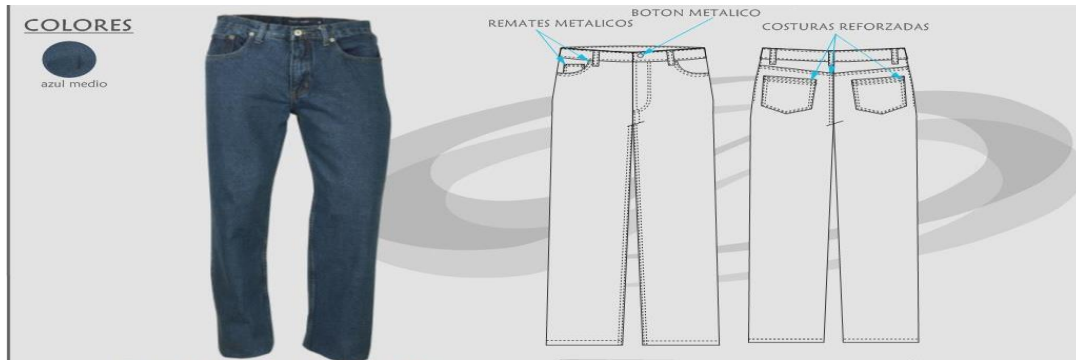 COLORES
azul medio
REMATES METALICOS
BOTON METALICO
COSTURAS REFORZADAS